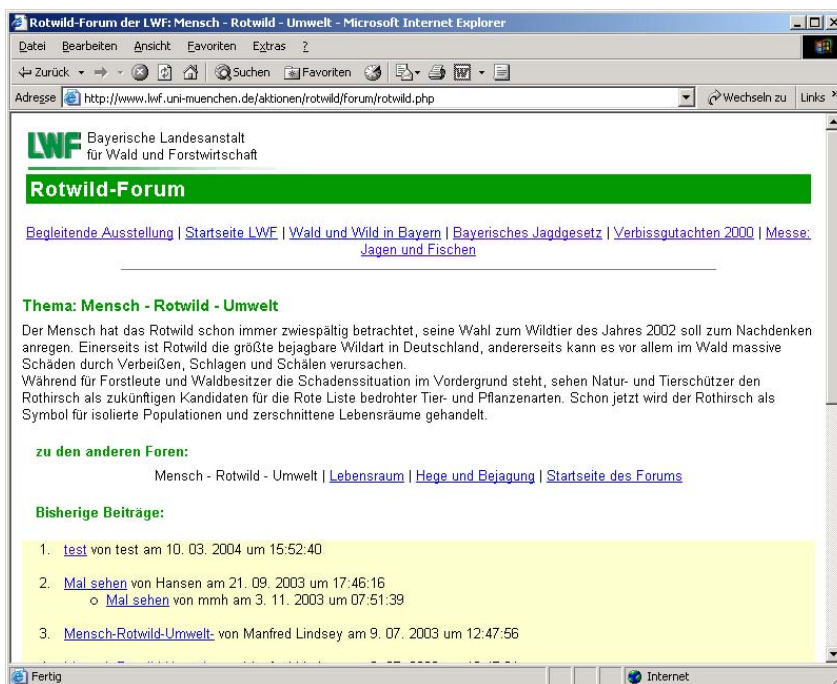 Rotwild-Forum der LWF: Mensch - Rotwild - Umwelt - Microsoft Internet Explorer
Datei Bearbeiten Ansicht Favoriten Extras ?
Zurück Suchen Favoriten
Adresse http://www.lwf.uni-muenchen.de/aktionen/rotwild/forum/rotwild.php Wechseln zu Links »
LWF Bayerische Landesanstalt
für Wald und Forstwirtschaft
Rotwild-Forum
Begleitende Ausstellung | Startseite LWF | Wald und Wild in Bayern | Bayerisches Jagdgesetz | Verbissgutachten 2000 | Messe:
Jagen und Fischen
Thema: Mensch - Rotwild - Umwelt
Der Mensch hat das Rotwild schon immer zwiespältig betrachtet, seine Wahl zum Wildtier des Jahres 2002 soll zum Nachdenken
anregen. Einerseits ist Rotwild die größte bejagbare Wildart in Deutschland, andererseits kann es vor allem im Wald massive
Schäden durch Verbeißen, Schlagen und Schälen verursachen.
Während für Forstleute und Waldbesitzer die Schadenssituation im Vordergrund steht, sehen Natur- und Tierschützer den
Rothirsch als zukünftigen Kandidaten für die Rote Liste bedrohter Tier- und Pflanzenarten. Schon jetzt wird der Rothirsch als
Symbol für isolierte Populationen und zerschnittene Lebensräume gehandelt.
zu den anderen Foren:
Mensch - Rotwild - Umwelt | Lebensraum | Hege und Bejagung | Startseite des Forums
Bisherige Beiträge:
1. test von test am 10. 03. 2004 um 15:52:40
2. Mal sehen von Hansen am 21. 09. 2003 um 17:46:16
o Mal sehen von mmh am 3. 11. 2003 um 07:51:39
3. Mensch-Rotwild-Umwelt- von Manfred Lindsey am 9. 07. 2003 um 12:47:56
Fertig Internet